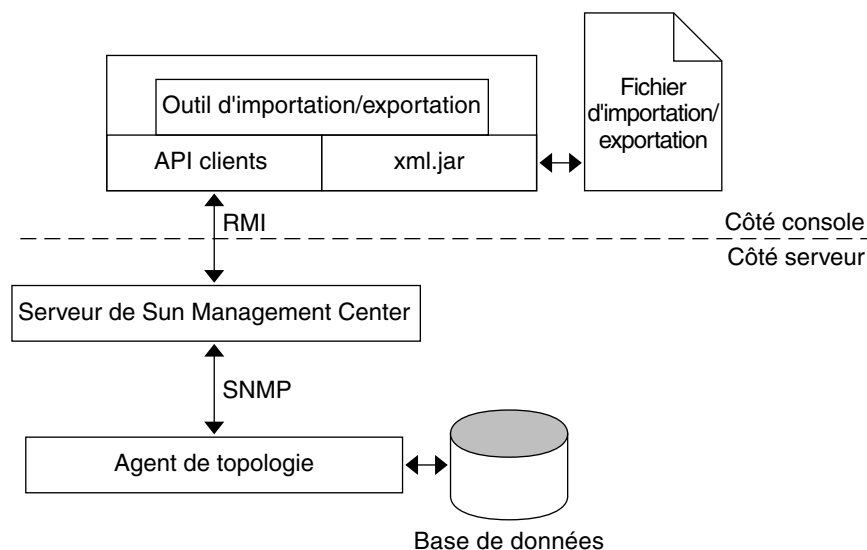 Outil d'importation/exportation
API clients
xml.jar
Fichier
d'importation/
exportation
RMI
Côté console
Côté serveur
Serveur de Sun Management Center
SNMP
Agent de topologie
Base de données